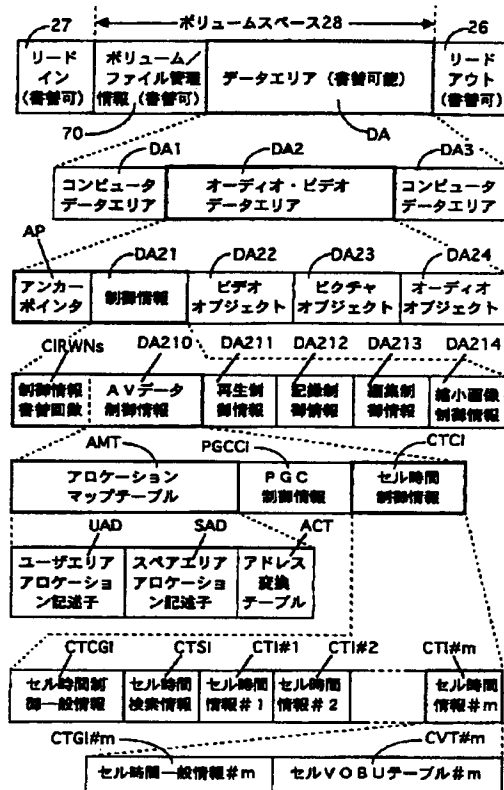 ボリュームスペース28
27
26
リード
イン
(書替可)
ボリューム/
ファイル管理
情報(書替可)
データエリア(書替可能)
リード
アウト
(書替可)
70
DA
DA1
DA2
DA3
コンピュータ
データエリア
オーディオ・ビデオ
データエリア
コンピュータ
データエリア
AP
DA21
DA22
DA23
DA24
アンカー
ポインタ
制御情報
ビデオ
オブジェクト
ピクチャ
オブジェクト
オーディオ
オブジェクト
CIRWNs
DA210
DA211
DA212
DA213
DA214
制御情報
書替回数
AVデータ
制御情報
再生制
御情報
記録制
御情報
編集制
御情報
縮小画像
制御情報
AMT
PGCCI
CTCI
アロケーション
マップテーブル
PGC
制御情報
セル時間
制御情報
UAD
SAD
ACT
ユーザエリア
アロケーショ
ン記述子
スペアエリア
アロケーショ
ン記述子
アドレス
変換
テーブル
CTCGI
CTSI
CTI#1
CTI#2
CTI#m
セル時間制
御一般情報
セル時間
検索情報
セル時間
情報#1
セル時間
情報#2
セル時間
情報#m
CTGI#m
CVT#m
セル時間一般情報#m
セルVOBUテーブル#m